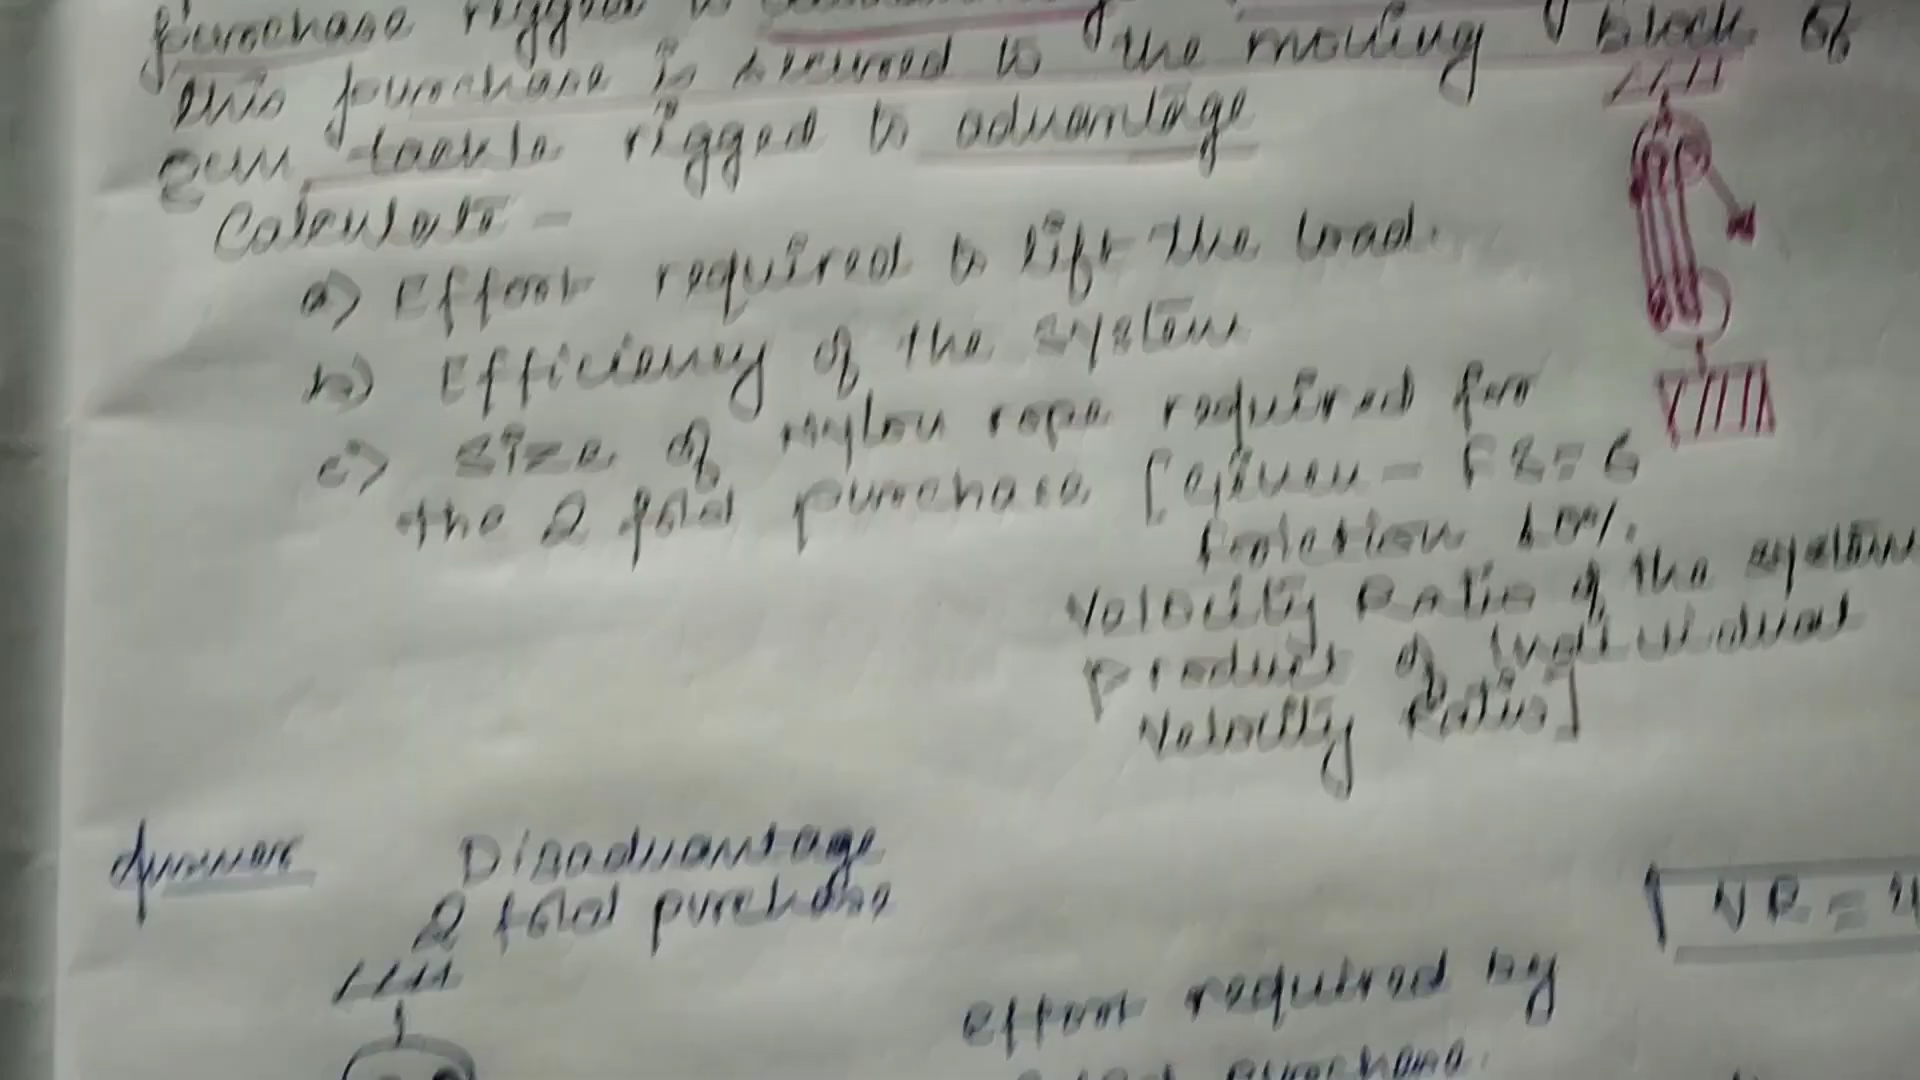 purchase rigged to
this purchase is secured to the moving block of
gun tackle rigged to advantage
Calculate -
a) Effort required to lift the load.
b) Efficiency of the system
c) Size of Nylon rope required for
the 2 fold purchase [Given - FS = 6
friction 10%.
Velocity Ratio of the system
product of individual
Velocity Ratio]
Answer
Disadvantage
2 fold purchase
VR = 4
Effort required by
purchase.